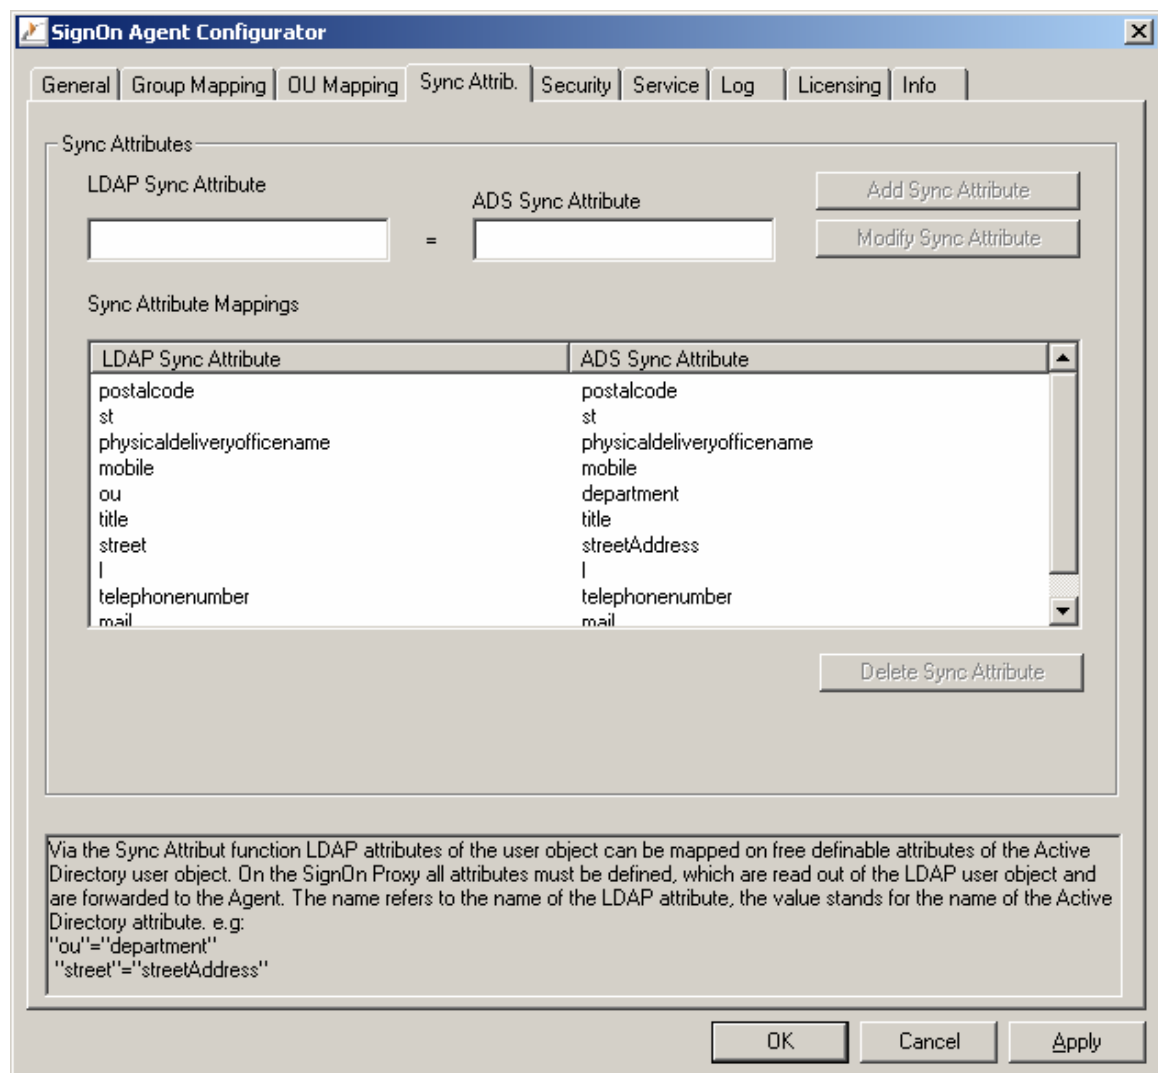 SignOn Agent Configurator
General Group Mapping OU Mapping Sync Attrib. Security Service Log Licensing Info
Sync Attributes
LDAP Sync Attribute
ADS Sync Attribute
Add Sync Attribute
=
Modify Sync Attribute
Sync Attribute Mappings
LDAP Sync Attribute ADS Sync Attribute
postalcode postalcode
st st
physicaldeliveryofficename physicaldeliveryofficename
mobile mobile
ou department
title title
street streetAddress
l l
telephonenumber telephonenumber
mail mail
Delete Sync Attribute
Via the Sync Attribut function LDAP attributes of the user object can be mapped on free definable attributes of the Active
Directory user object. On the SignOn Proxy all attributes must be defined, which are read out of the LDAP user object and
are forwarded to the Agent. The name refers to the name of the LDAP attribute, the value stands for the name of the Active
Directory attribute. e.g:
"ou"="department"
"street"="streetAddress"
OK Cancel Apply